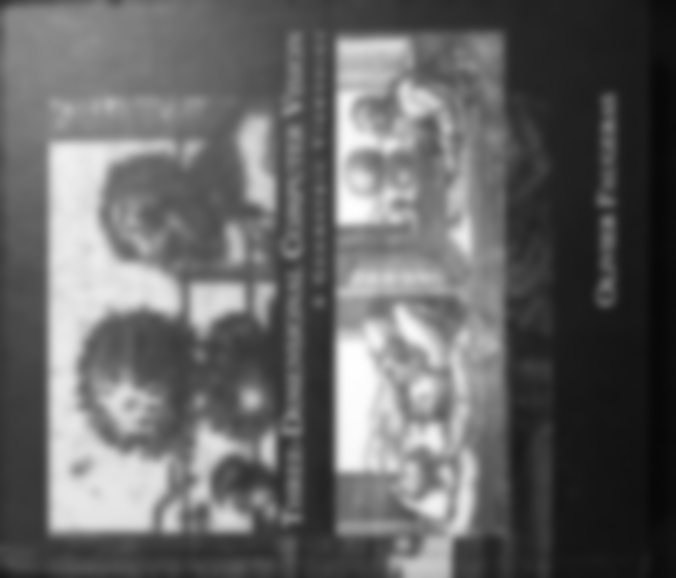 THREE-DIMENSIONAL COMPUTER VISION
OLIVIER FAUGERAS